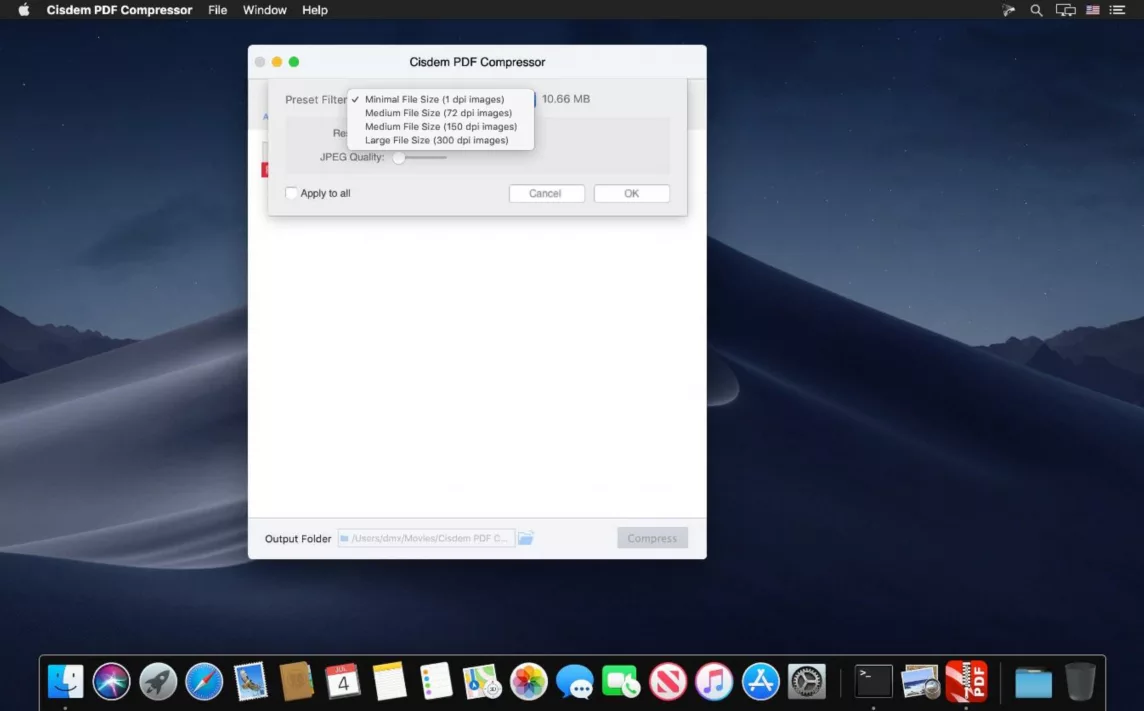 Cisdem PDF Compressor File Window Help
Cisdem PDF Compressor
Preset Filter
✓ Minimal File Size (1 dpi images)
10.66 MB
Medium File Size (72 dpi images)
Medium File Size (150 dpi images)
Large File Size (300 dpi images)
JPEG Quality:
Apply to all
Cancel
OK
Output Folder
/Users/dmx/Movies/Cisdem PDF C...
Compress
JUL
4
PDF